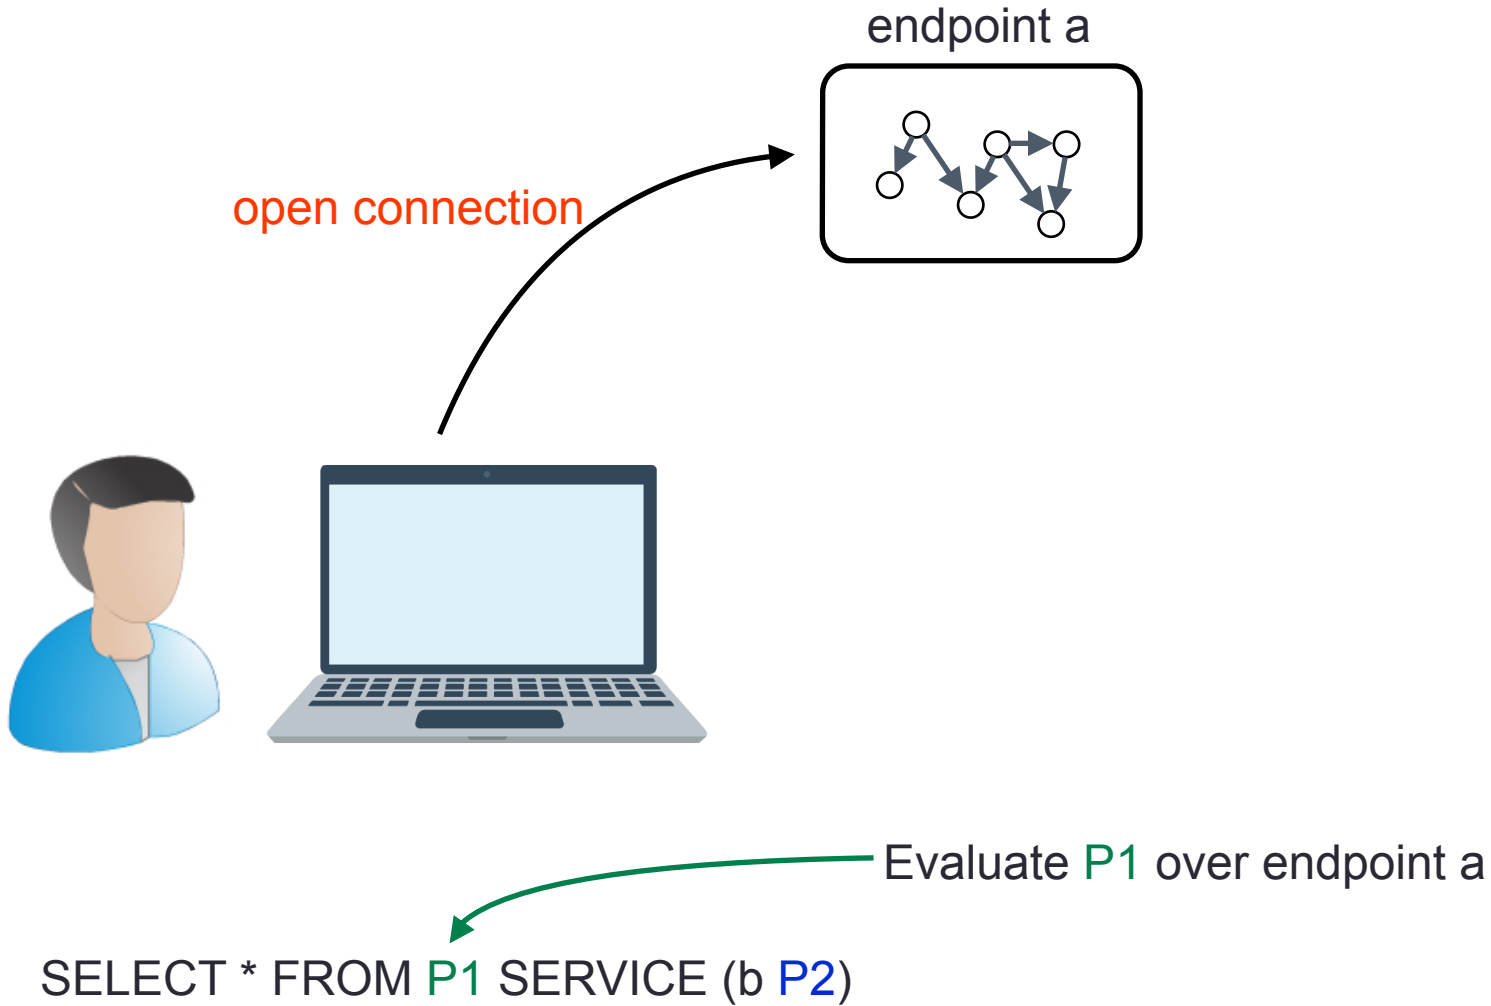 endpoint a
open connection
Evaluate P1 over endpoint a
SELECT * FROM P1 SERVICE (b P2)